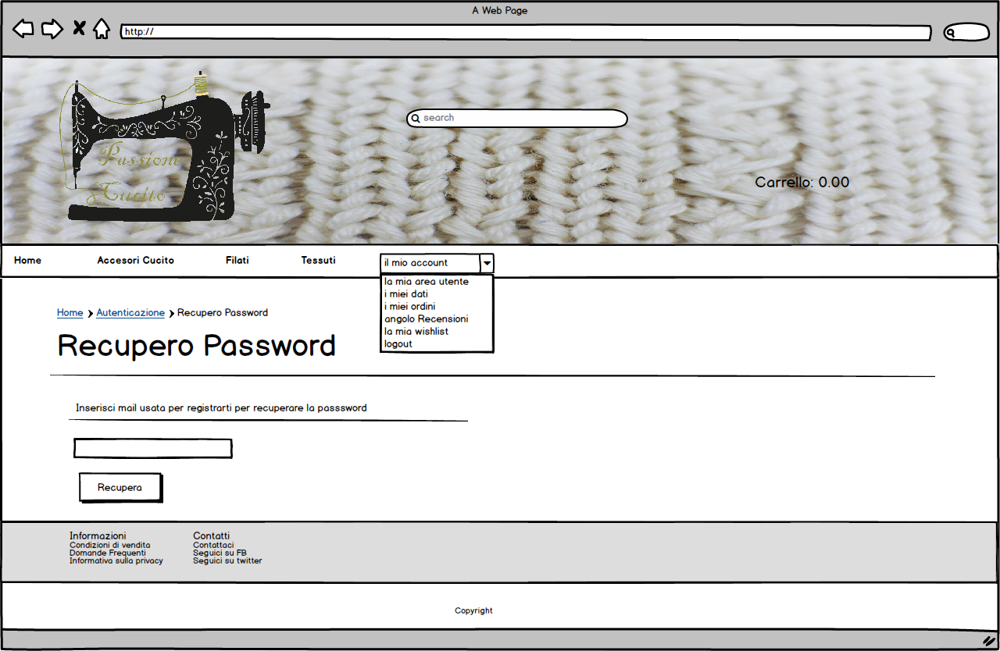 A Web Page
http://
search
Passione
Cucito
Carrello: 0.00
Home
Accesori Cucito
Filati
Tessuti
il mio account
la mia area utente
i miei dati
i miei ordini
angolo Recensioni
la mia wishlist
logout
Home Autenticazione Recupero Password
Recupero Password
Inserisci mail usata per registrarti per recuperare la passsword
Recupera
Informazioni
Condizioni di vendita
Domande Frequenti
Informativa sulla privacy
Contatti
Contattaci
Seguici su FB
Seguici su twitter
Copyright